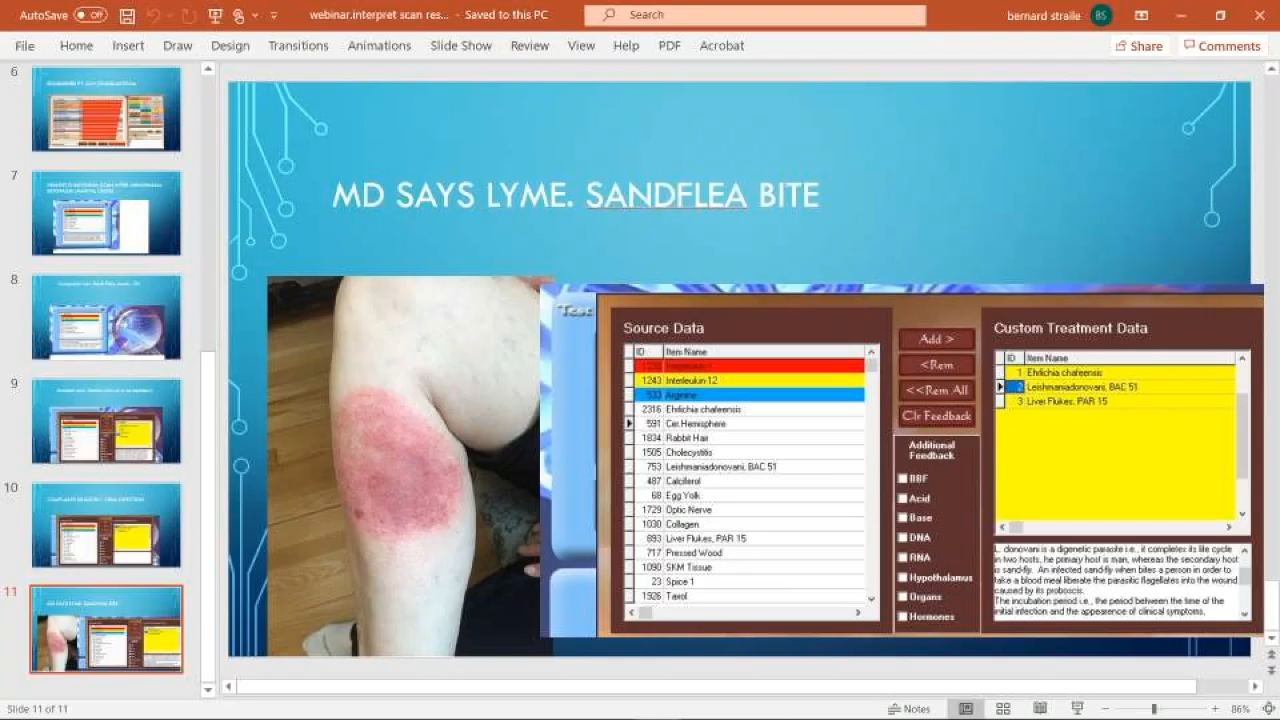 AutoSave Off
webinar.interpret scan res... - Saved to this PC
Search
bernard straile
BS
File Home Insert Draw Design Transitions Animations Slide Show Review View Help PDF Acrobat
Share Comments
6
7
8
9
10
11
MD SAYS LYME. SANDFLEA BITE
Test
Source Data
ID Item Name
1243 Interleukin-12
533 Arginine
2316 Ehrlichia chafeensis
591 Cer.Hemisphere
1834 Rabbit Hair
1505 Cholecystitis
753 Leishmaniadonovani, BAC 51
487 Calciferol
68 Egg Yolk
1729 Optic Nerve
1030 Collagen
893 Liver Flukes, PAR 15
717 Pressed Wood
1090 SKM Tissue
23 Spice 1
1926 Taxol
Add >
<Rem
<<Rem All
Clr Feedback
Additional
Feedback
BBF
Acid
Base
DNA
RNA
Hypothalamus
Organs
Hormones
Custom Treatment Data
ID Item Name
1 Ehrlichia chafeensis
2 Leishmaniadonovani, BAC 51
3 Liver Flukes, PAR 15
L. donovani is a digenetic parasite i.e., it completes its life cycle
in two hosts, he primary host is man, whereas the secondary host
is sand-fly. An infected sand-fly when bites a person in order to
take a blood meal liberate the parasitic flagellates into the wound
caused by its proboscis.
The incubation period i.e., the period between the time of the
initial infection and the appearence of clinical symptoms,
Slide 11 of 11
Notes
86%